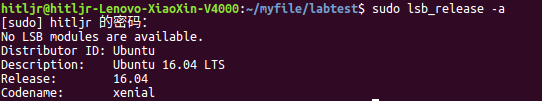 hitljr@hitljr-Lenovo-XiaoXin-V4000:~/myfile/labtest$ sudo lsb_release -a
[sudo] hitljr 的密码：
No LSB modules are available.
Distributor ID: Ubuntu
Description:    Ubuntu 16.04 LTS
Release:        16.04
Codename:       xenial